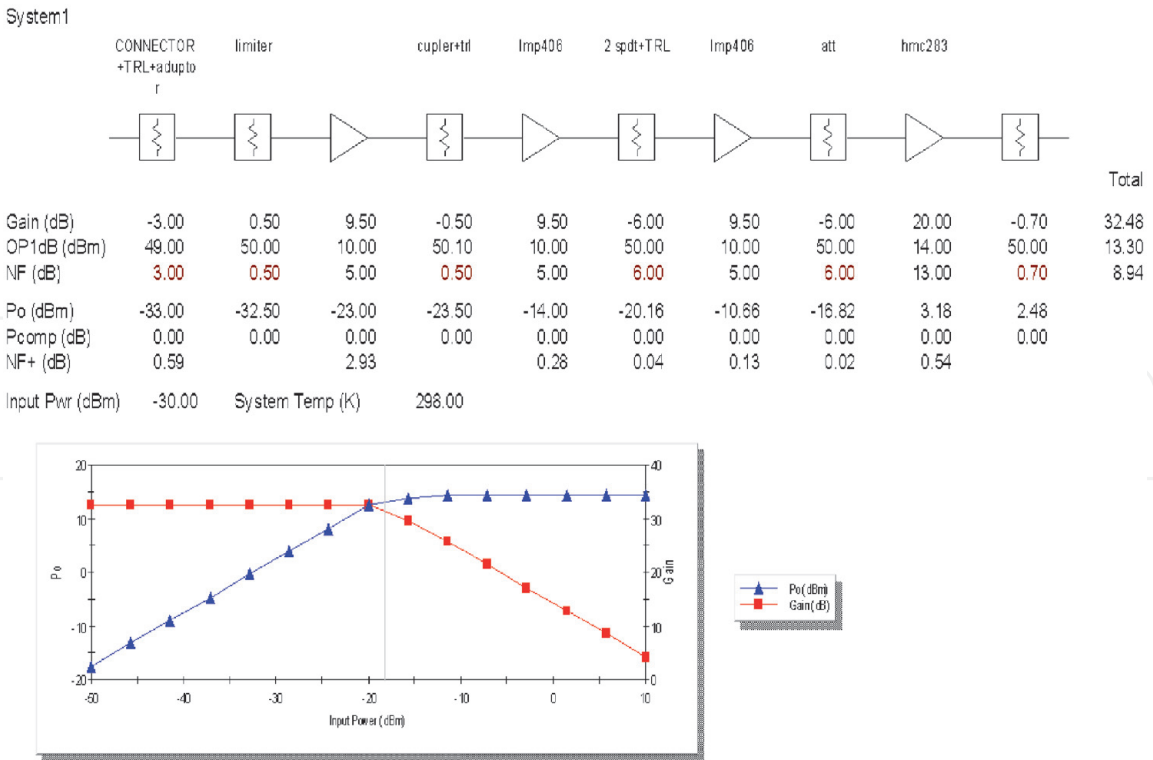 System1
CONNECTOR limiter cupler+trl lmp406 2 spdt+TRL lmp406 att hmc283
+TRL+adupto
r
Total
Gain (dB) -3.00 0.50 9.50 -0.50 9.50 -6.00 9.50 -6.00 20.00 -0.70 32.48
OP1dB (dBm) 49.00 50.00 10.00 50.10 10.00 50.00 10.00 50.00 14.00 50.00 13.30
NF (dB) 3.00 0.50 5.00 0.50 5.00 6.00 5.00 6.00 13.00 0.70 8.94
Po (dBm) -33.00 -32.50 -23.00 -23.50 -14.00 -20.16 -10.66 -16.82 3.18 2.48
Pcomp (dB) 0.00 0.00 0.00 0.00 0.00 0.00 0.00 0.00 0.00 0.00
NF+ (dB) 0.59 2.93 0.28 0.04 0.13 0.02 0.54
Input Pwr (dBm) -30.00 System Temp (K) 298.00
20 40
10 30
Po 0 20 Gain
-10 10
-20 0
-50 -40 -30 -20 -10 0 10
Input Power (dBm)
Po(dBm)
Gain(dB)